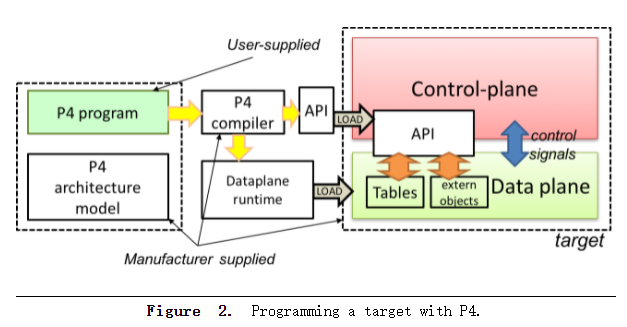 User-supplied
P4 program
P4
compiler
API
LOAD
Control-plane
API
control
signals
P4
architecture
model
Dataplane
runtime
LOAD
Tables
extern
objects
Data plane
target
Manufacturer supplied
Figure 2. Programming a target with P4.